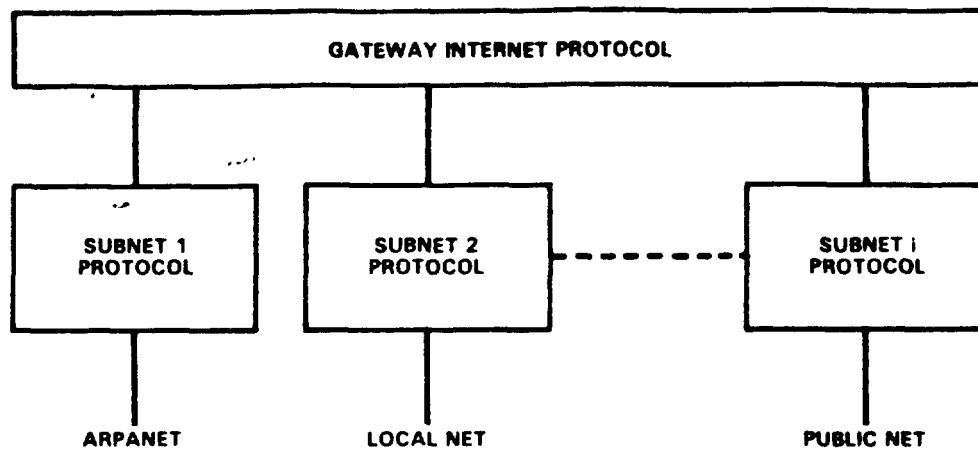 GATEWAY INTERNET PROTOCOL
SUBNET 1
PROTOCOL
SUBNET 2
PROTOCOL
SUBNET i
PROTOCOL
ARPANET
LOCAL NET
PUBLIC NET